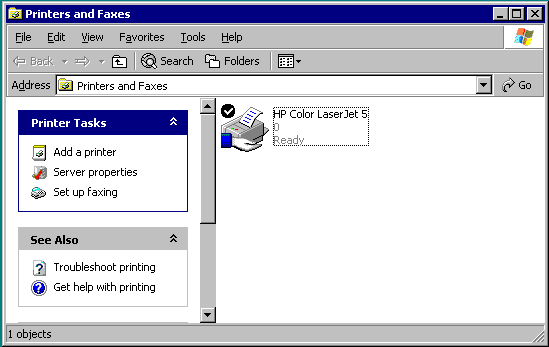 Printers and Faxes
File Edit View Favorites Tools Help
Back Search Folders
Address Printers and Faxes Go
Printer Tasks
Add a printer
Server properties
Set up faxing
See Also
Troubleshoot printing
Get help with printing
HP Color LaserJet 5
0
Ready
1 objects